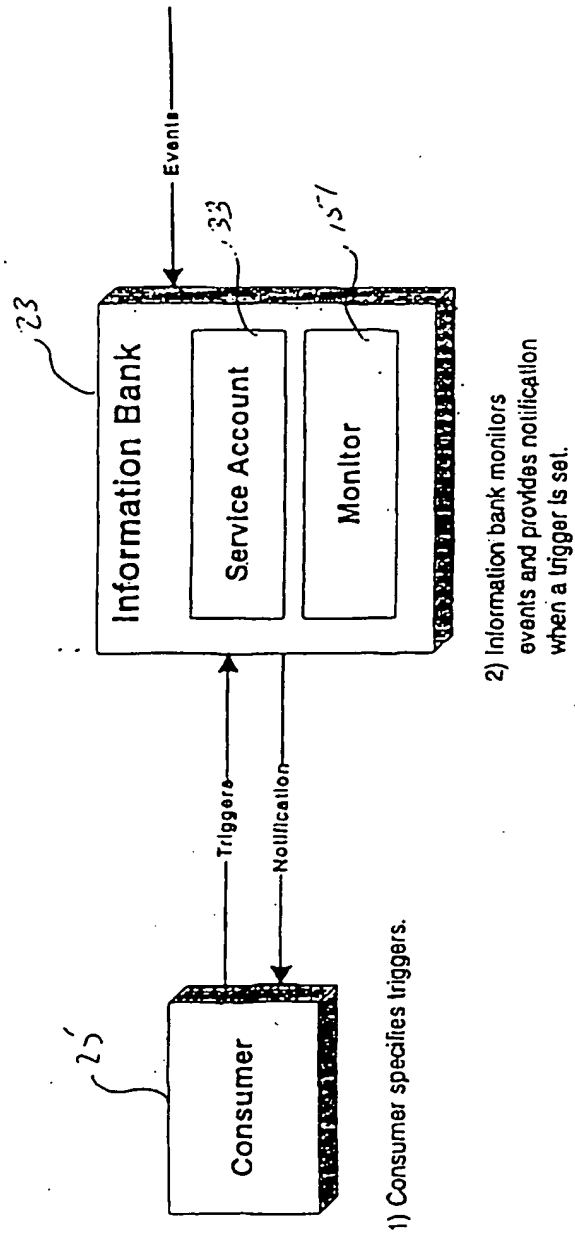 23
Events
Information Bank
Service Account
33
Monitor
151
Triggers
Notification
25
Consumer
1) Consumer specifies triggers.
2) Information bank monitors
events and provides notification
when a trigger is set.